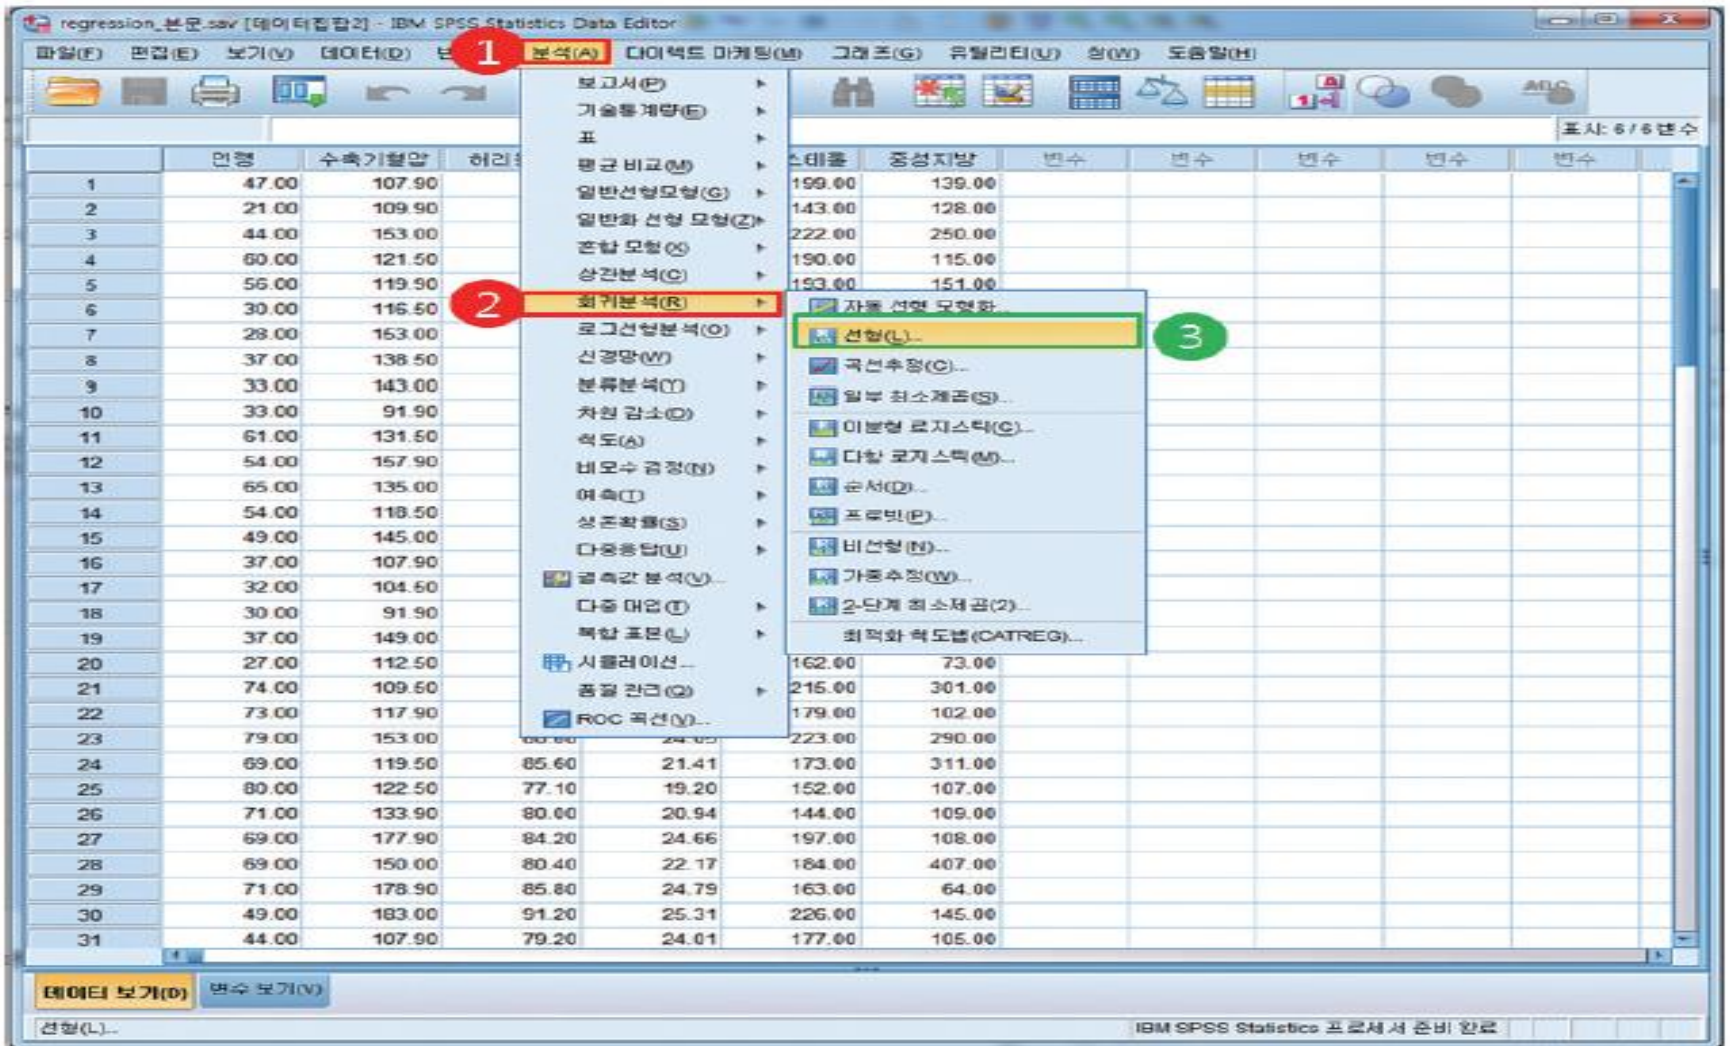 regression_본문.sav [데이터집합2] - IBM SPSS Statistics Data Editor
파일(F) 편집(E) 보기(V) 데이터(D) 1 분석(A) 다이렉트 마케팅(M) 그래프(G) 유틸리티(U) 창(W) 도움말(H)
표시: 6/6변수
연령 수축기혈압 허리 스테롤 중성지방 변수 변수 변수 변수 변수
1 47.00 107.90 199.00 139.00
2 21.00 109.90 143.00 128.00
3 44.00 153.00 222.00 250.00
4 60.00 121.50 190.00 115.00
5 56.00 119.90 193.00 151.00
6 30.00 116.50
7 28.00 153.00
8 37.00 138.50
9 33.00 143.00
10 33.00 91.90
11 61.00 131.50
12 54.00 157.90
13 65.00 135.00
14 54.00 118.50
15 49.00 145.00
16 37.00 107.90
17 32.00 104.50
18 30.00 91.90
19 37.00 149.00
20 27.00 112.50 162.00 73.00
21 74.00 109.50 215.00 301.00
22 73.00 117.90 179.00 102.00
23 79.00 153.00 223.00 290.00
24 69.00 119.50 85.60 21.41 173.00 311.00
25 80.00 122.50 77.10 19.20 152.00 107.00
26 71.00 133.90 80.00 20.94 144.00 109.00
27 69.00 177.90 84.20 24.66 197.00 108.00
28 69.00 150.00 80.40 22.17 184.00 407.00
29 71.00 178.90 85.80 24.79 163.00 64.00
30 49.00 183.00 91.20 25.31 226.00 145.00
31 44.00 107.90 79.20 24.01 177.00 105.00
보고서(P)
기술통계량(E)
표
평균 비교(M)
일반선형모형(G)
일반화 선형 모형(Z)
혼합 모형(X)
상관분석(C)
2 회귀분석(R)
로그선형분석(O)
신경망(W)
분류분석(Y)
차원 감소(D)
척도(A)
비모수 검정(N)
예측(T)
생존확률(S)
다중응답(U)
결측값 분석(V)...
다중 대입(T)
복합 표본(L)
시뮬레이션...
품질 관리(Q)
ROC 곡선(V)...
자동 선형 모형화...
선형(L)... 3
곡선추정(C)...
일부 최소제곱(S)...
이분형 로지스틱(G)...
다항 로지스틱(M)...
순서(D)...
프로빗(P)...
비선형(N)...
가중추정(W)...
2-단계 최소제곱(2)...
최적화 척도법(CATREG)...
데이터 보기(D) 변수 보기(V)
선형(L)... IBM SPSS Statistics 프로세서 준비 완료